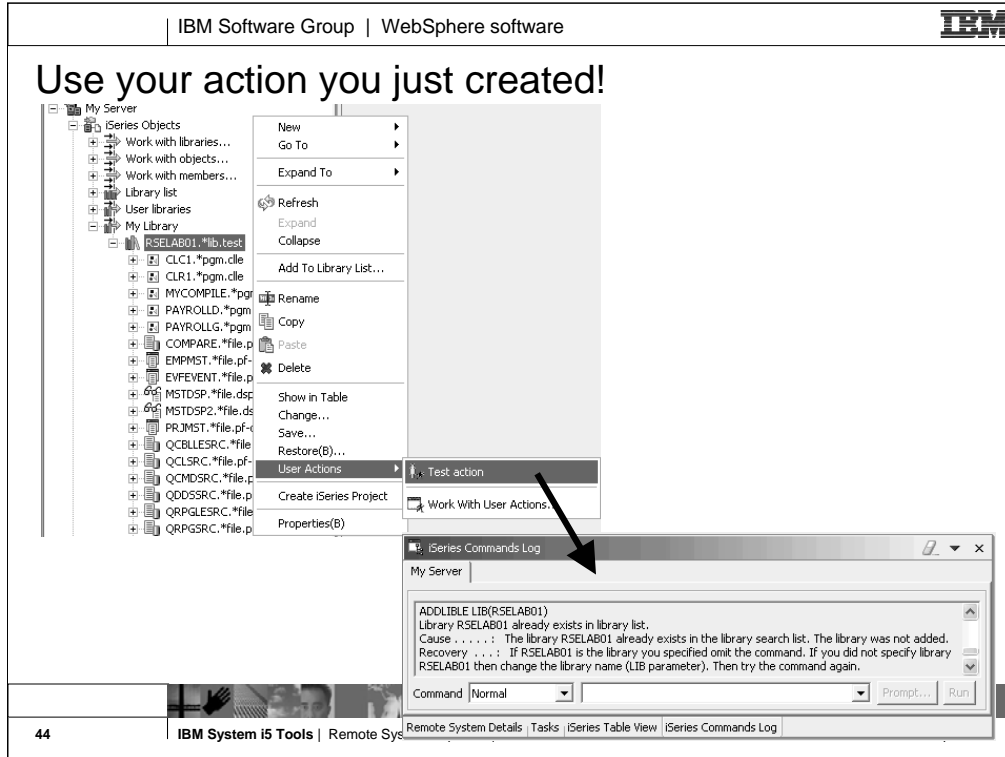 IBM Software Group | WebSphere software
IBM
Use your action you just created!
My Server
iSeries Objects
Work with libraries...
Work with objects...
Work with members...
Library list
User libraries
My Library
RSELAB01.*lib.test
CLC1.*pgm.clle
CLR1.*pgm.clle
MYCOMPILE.*pgr
PAYROLLD.*pgm
PAYROLLG.*pgm
COMPARE.*file.p
EMPMST.*file.pf-
EVFEVENT.*file.p
MSTDSP.*file.dsp
MSTDSP2.*file.ds
PRJMST.*file.pf-
QCBLLESRC.*file
QCLSRC.*file.pf-
QCMDSRC.*file.p
QDDSSRC.*file.p
QRPGLESRC.*file
QRPGSRC.*file.p
New
Go To
Expand To
Refresh
Expand
Collapse
Add To Library List...
Rename
Copy
Paste
Delete
Show in Table
Change...
Save...
Restore(B)...
User Actions
Create iSeries Project
Properties(B)
Test action
Work With User Actions...
iSeries Commands Log
My Server
ADDLIBLE LIB(RSELAB01)
Library RSELAB01 already exists in library list.
Cause . . . . . : The library RSELAB01 already exists in the library search list. The library was not added.
Recovery . . . : If RSELAB01 is the library you specified omit the command. If you did not specify library
RSELAB01 then change the library name (LIB parameter). Then try the command again.
Command Normal Prompt... Run
Remote System Details Tasks iSeries Table View iSeries Commands Log
44 IBM System i5 Tools | Remote Sys